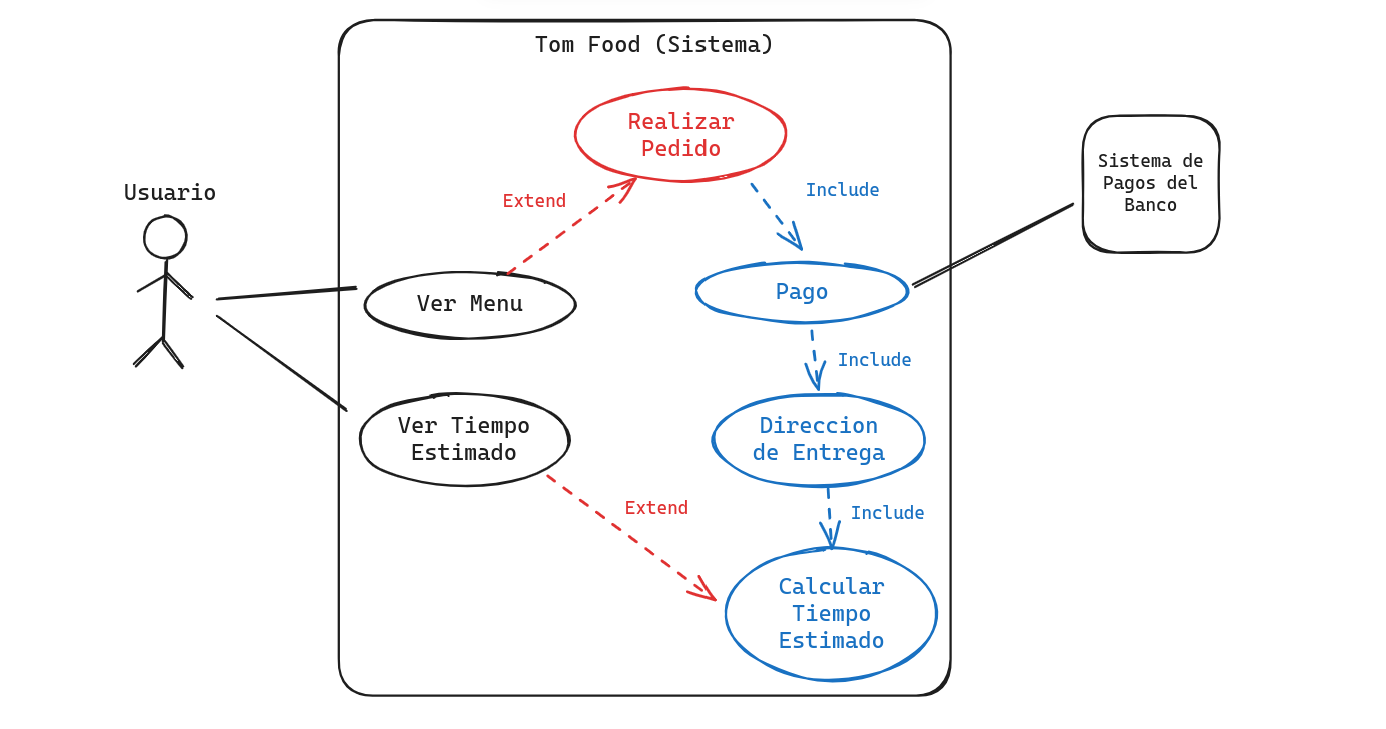 Tom Food (Sistema)
Realizar
Pedido
Usuario
Extend
Include
Sistema de
Pagos del
Banco
Ver Menu
Pago
Include
Ver Tiempo
Estimado
Direccion
de Entrega
Extend
Include
Calcular
Tiempo
Estimado